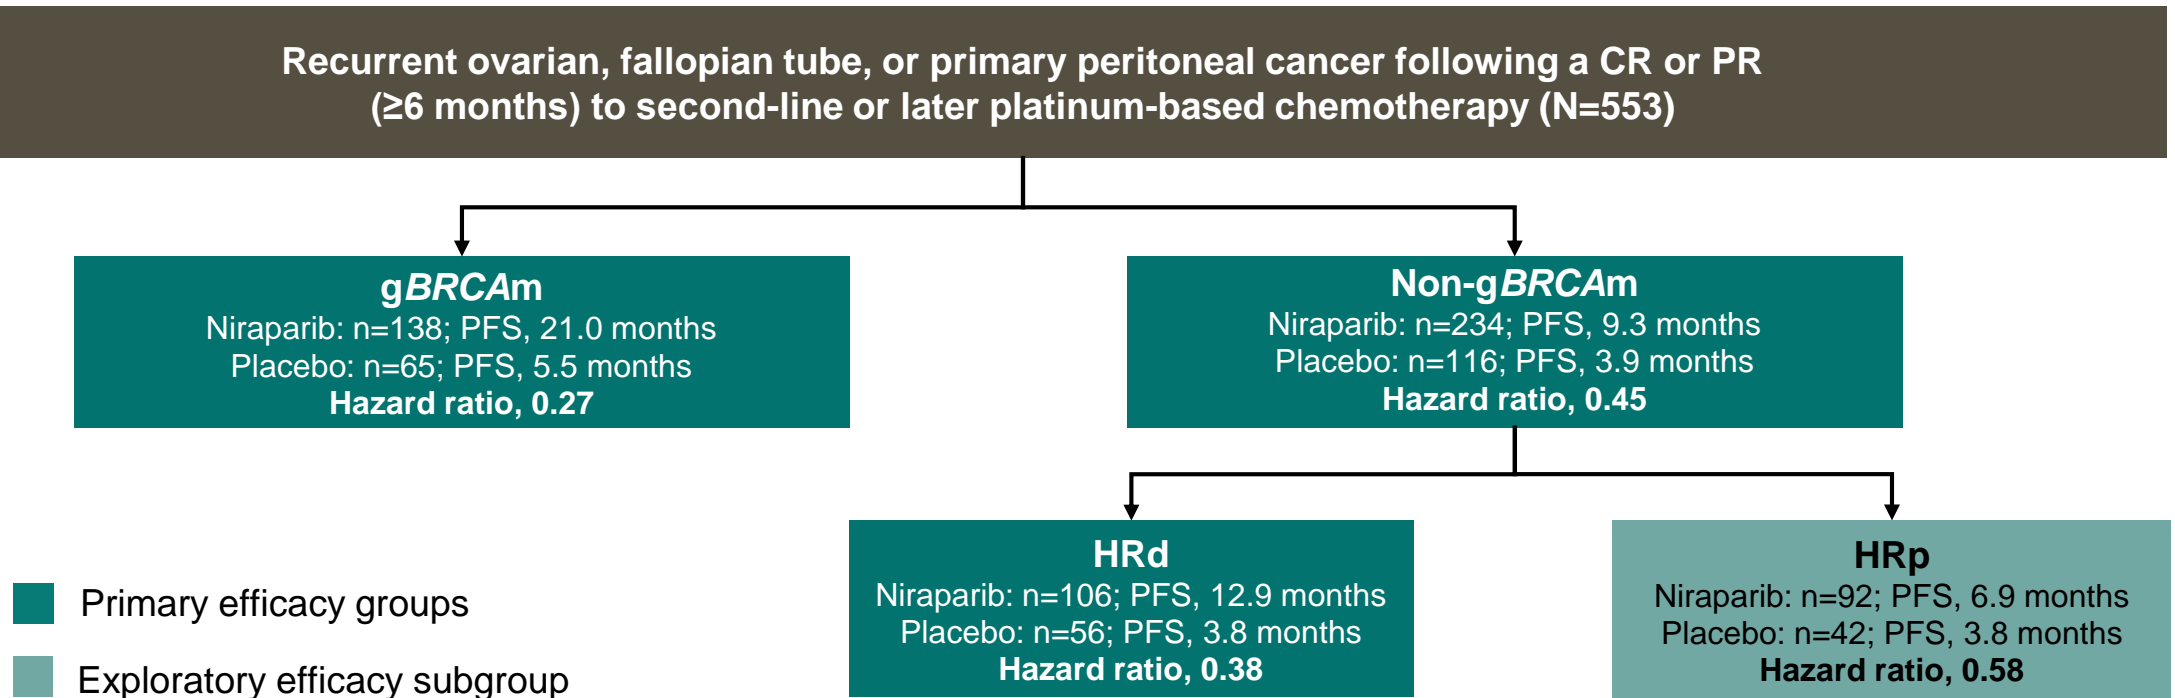 Recurrent ovarian, fallopian tube, or primary peritoneal cancer following a CR or PR
(≥6 months) to second-line or later platinum-based chemotherapy (N=553)
gBRCAm
Niraparib: n=138; PFS, 21.0 months
Placebo: n=65; PFS, 5.5 months
Hazard ratio, 0.27
Non-gBRCAm
Niraparib: n=234; PFS, 9.3 months
Placebo: n=116; PFS, 3.9 months
Hazard ratio, 0.45
HRd
Niraparib: n=106; PFS, 12.9 months
Placebo: n=56; PFS, 3.8 months
Hazard ratio, 0.38
HRp
Niraparib: n=92; PFS, 6.9 months
Placebo: n=42; PFS, 3.8 months
Hazard ratio, 0.58
Primary efficacy groups
Exploratory efficacy subgroup